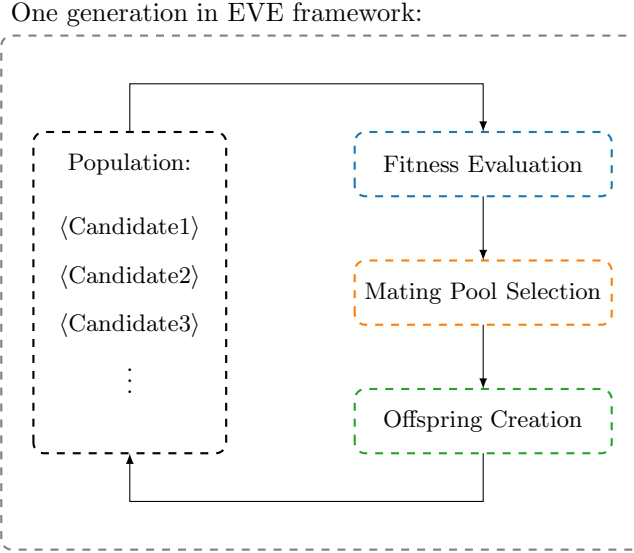 One generation in EVE framework:
Population:
⟨Candidate1⟩
⟨Candidate2⟩
⟨Candidate3⟩
⋮
Fitness Evaluation
Mating Pool Selection
Offspring Creation